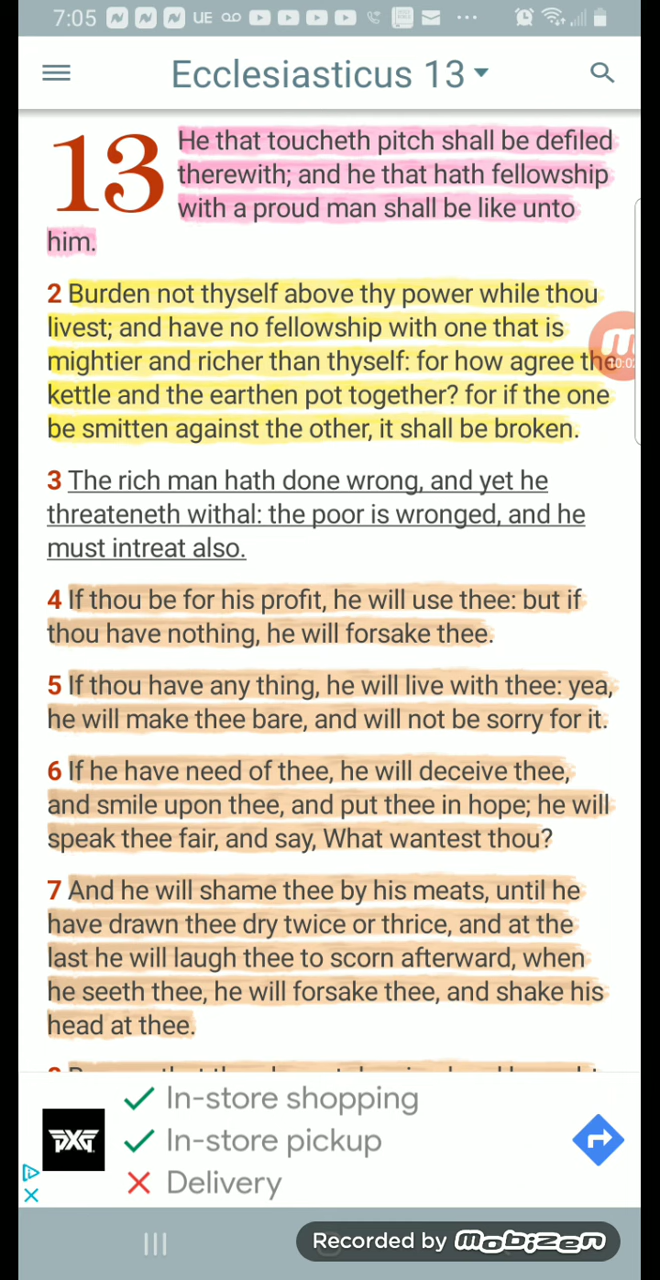 7:05 UE
Ecclesiasticus 13
13 He that toucheth pitch shall be defiled
therewith; and he that hath fellowship
with a proud man shall be like unto
him.
2 Burden not thyself above thy power while thou
livest; and have no fellowship with one that is
mightier and richer than thyself: for how agree the
kettle and the earthen pot together? for if the one
be smitten against the other, it shall be broken.
3 The rich man hath done wrong, and yet he
threateneth withal: the poor is wronged, and he
must intreat also.
4 If thou be for his profit, he will use thee: but if
thou have nothing, he will forsake thee.
5 If thou have any thing, he will live with thee: yea,
he will make thee bare, and will not be sorry for it.
6 If he have need of thee, he will deceive thee,
and smile upon thee, and put thee in hope; he will
speak thee fair, and say, What wantest thou?
7 And he will shame thee by his meats, until he
have drawn thee dry twice or thrice, and at the
last he will laugh thee to scorn afterward, when
he seeth thee, he will forsake thee, and shake his
head at thee.
In-store shopping
PXG In-store pickup
Delivery
Recorded by mobizen